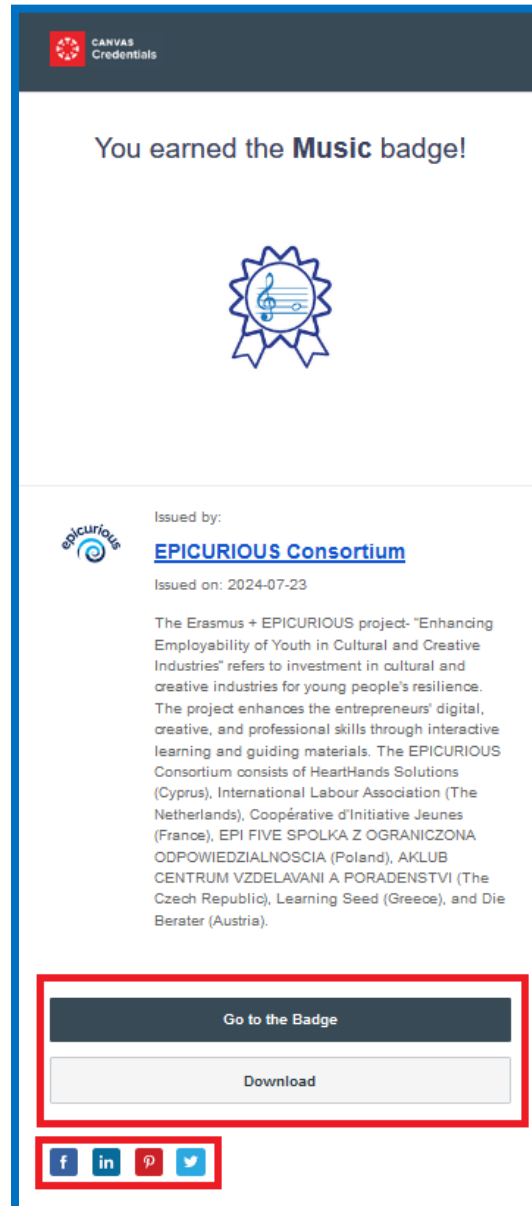 CANVAS
Credentials
You earned the Music badge!
epicurious
Issued by:
EPICURIOUS Consortium
Issued on: 2024-07-23
The Erasmus + EPICURIOUS project- "Enhancing
Employability of Youth in Cultural and Creative
Industries" refers to investment in cultural and
creative industries for young people's resilience.
The project enhances the entrepreneurs' digital,
creative, and professional skills through interactive
learning and guiding materials. The EPICURIOUS
Consortium consists of HeartHands Solutions
(Cyprus), International Labour Association (The
Netherlands), Coopérative d'Initiative Jeunes
(France), EPI FIVE SPOLKA Z OGRANICZONA
ODPOWIEDZIALNOSCIA (Poland), AKLUB
CENTRUM VZDELAVANI A PORADENSTVI (The
Czech Republic), Learning Seed (Greece), and Die
Berater (Austria).
Go to the Badge
Download